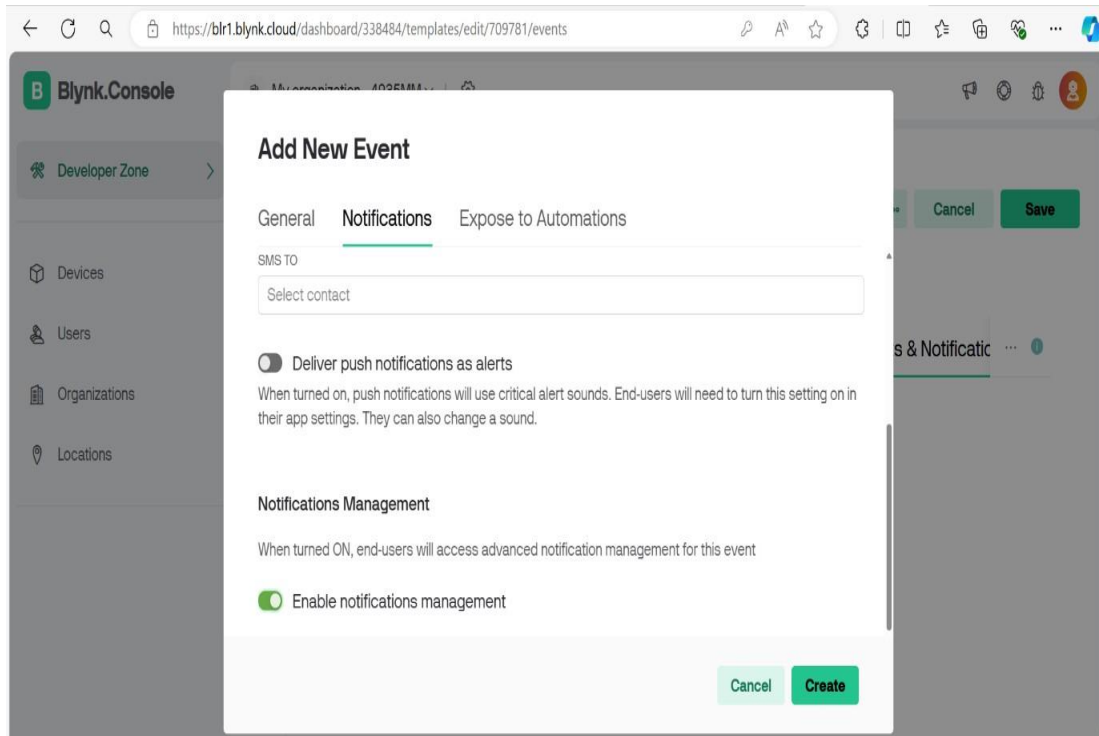 https://blr1.blynk.cloud/dashboard/338484/templates/edit/709781/events
B Blynk.Console
My organization - 4935MM
Developer Zone
Cancel
Save
Devices
Users
Organizations
Locations
s & Notificatic
Add New Event
General Notifications Expose to Automations
SMS TO
Select contact
Deliver push notifications as alerts
When turned on, push notifications will use critical alert sounds. End-users will need to turn this setting on in
their app settings. They can also change a sound.
Notifications Management
When turned ON, end-users will access advanced notification management for this event
Enable notifications management
Cancel
Create